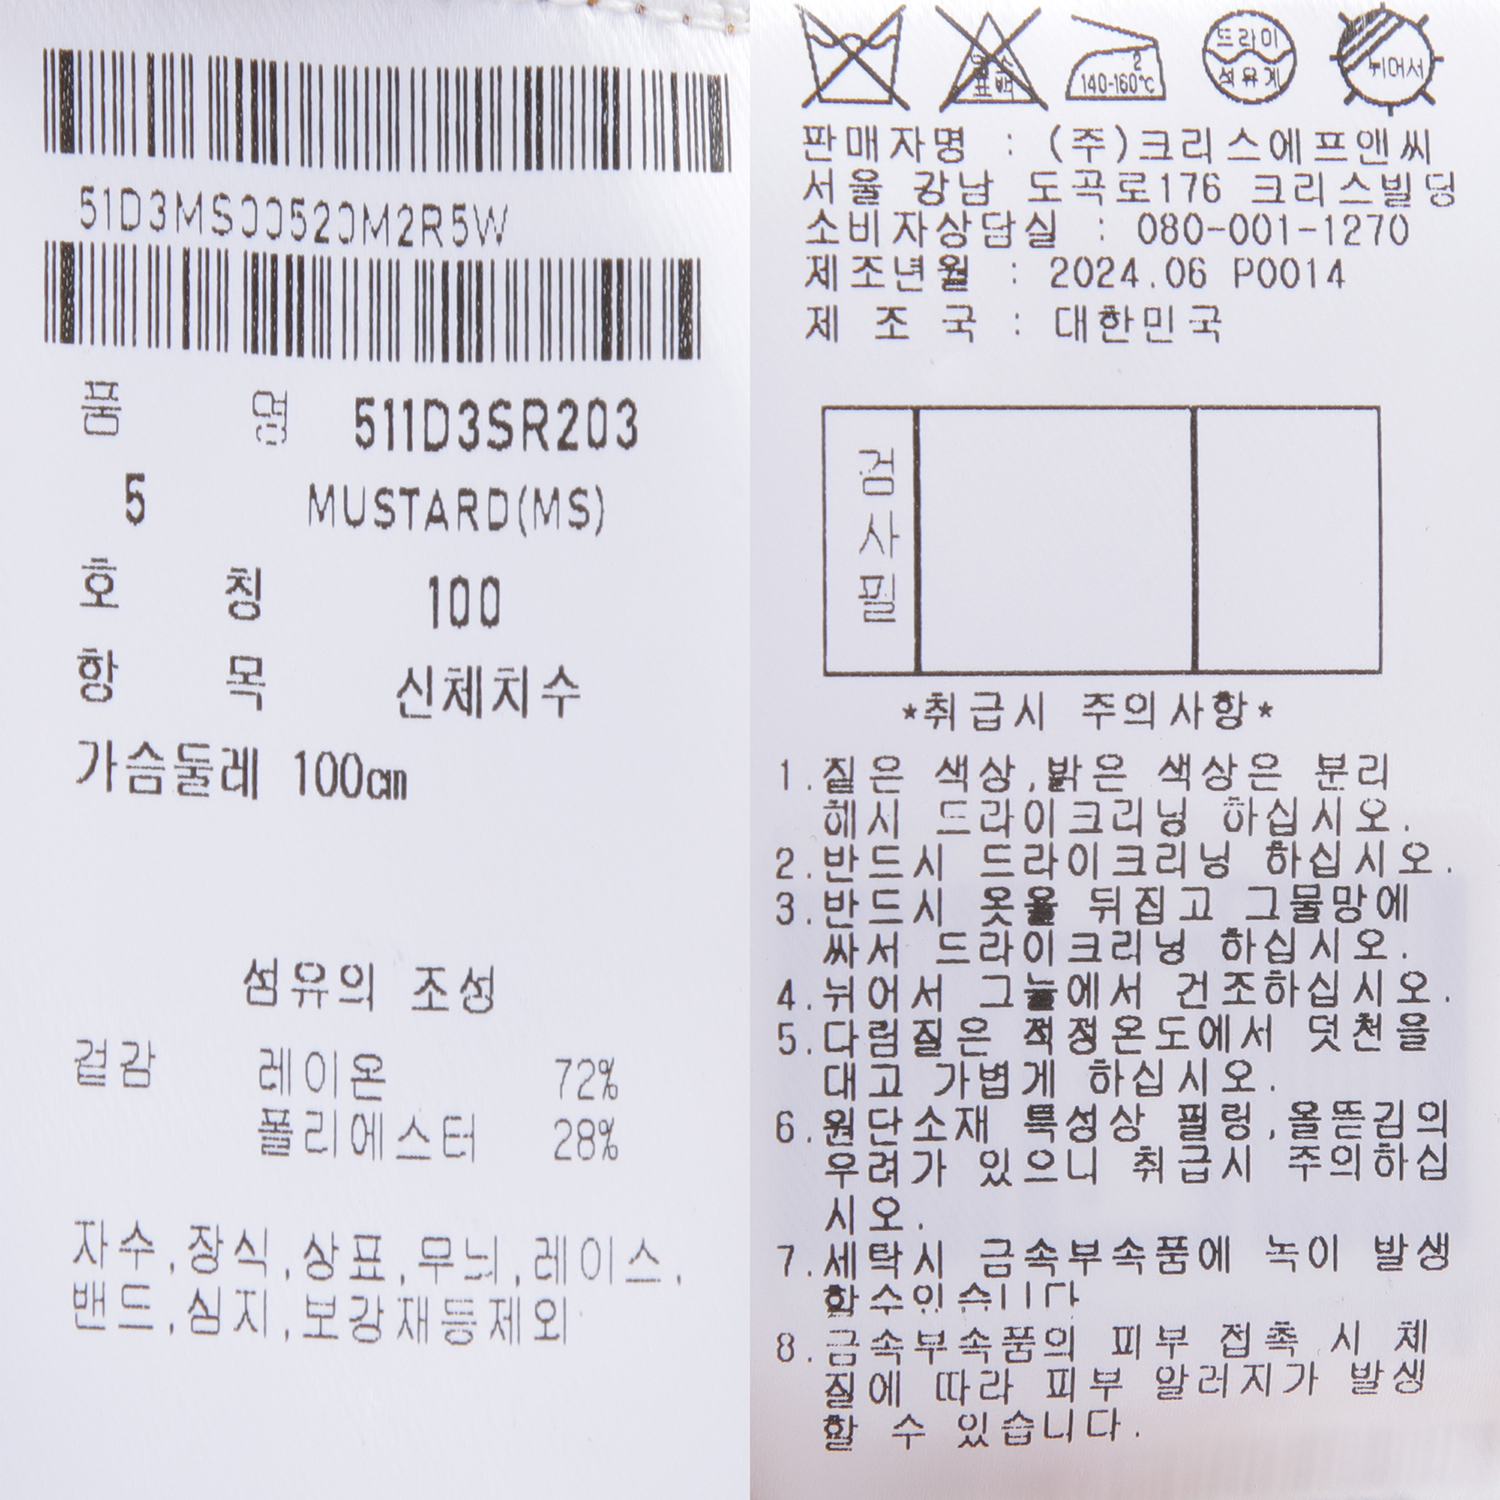 51D3MS00520M2R5W
품 명 511D3SR203
5 MUSTARD(MS)
호 칭 100
항 목 신체치수
가슴둘레 100cm
섬유의 조성
겉감 레이온 72%
폴리에스터 28%
자수,장식,상표,무늬,레이스,
밴드,심지,보강재등제외
2
140-160℃
드라이
석유계
뉘어서
판매자명 : (주)크리스에프앤씨
서울 강남 도곡로176 크리스빌딩
소비자상담실 : 080-001-1270
제조년월 : 2024.06 P0014
제 조 국 : 대한민국
검사필
*취급시 주의사항*
1.짙은 색상,밝은 색상은 분리
해시 드라이크리닝 하십시오.
2.반드시 드라이크리닝 하십시오.
3.반드시 옷을 뒤집고 그물망에
싸서 드라이크리닝 하십시오.
4.뉘어서 그늘에서 건조하십시오.
5.다림질은 적정온도에서 덧천을
대고 가볍게 하십시오.
6.원단소재 특성상 필링,올뜯김의
우려가 있으니 취급시 주의하십
시오.
7.세탁시 금속부속품에 녹이 발생
할수있습니다
8.금속부속품의 피부 접촉 시 체
질에 따라 피부 알러지가 발생
할 수 있습니다.